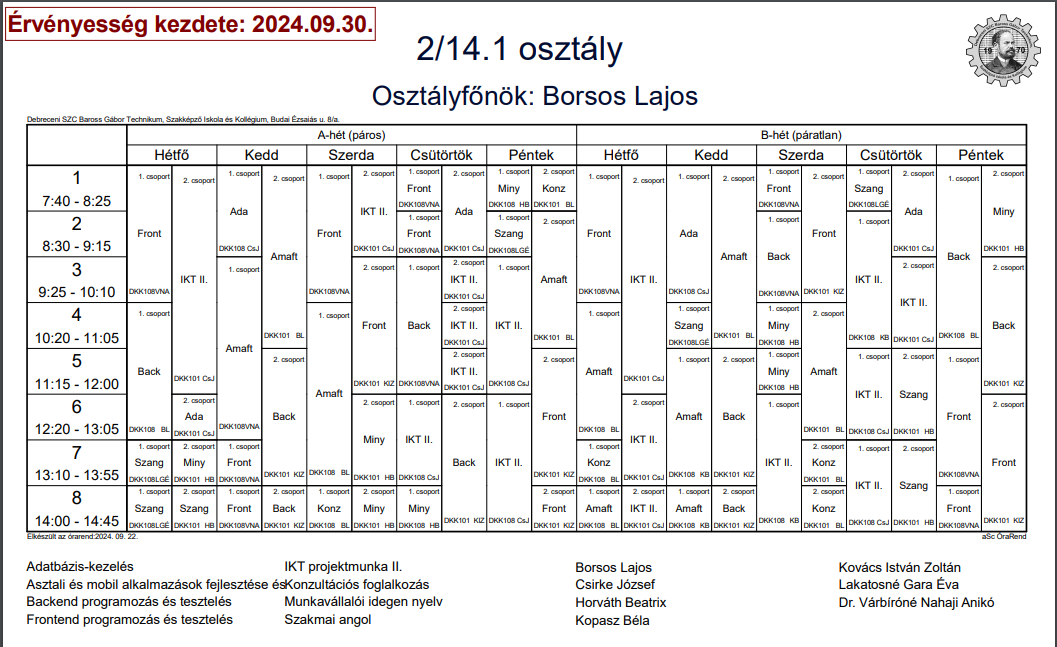 Érvényesség kezdete: 2024.09.30.
2/14.1 osztály
Osztályfőnök: Borsos Lajos
Debreceni SZC Baross Gábor Technikum, Szakképző Iskola és Kollégium, Budai Ézsaiás u. 8/a.
A-hét (páros) B-hét (páratlan)
Hétfő Kedd Szerda Csütörtök Péntek Hétfő Kedd Szerda Csütörtök Péntek
1
7:40 - 8:25
1. csoport Front DKK108VNA
2. csoport IKT II. DKK101 CsJ
1. csoport Ada DKK108 CsJ
2. csoport Amaft DKK101 BL
1. csoport Front DKK108VNA
2. csoport IKT II. DKK101 CsJ
1. csoport Front DKK108VNA
2. csoport Ada DKK101 CsJ
1. csoport Miny DKK108 HB
2. csoport Konz DKK101 BL
1. csoport Front DKK108VNA
2. csoport IKT II. DKK101 CsJ
1. csoport Ada DKK108 CsJ
2. csoport Amaft DKK101 BL
1. csoport Front DKK108VNA
2. csoport Front DKK101 KIZ
1. csoport Szang DKK108LGÉ
2. csoport Ada DKK101 CsJ
1. csoport Back DKK108 BL
2. csoport Miny DKK101 HB
2
8:30 - 9:15
1. csoport Front DKK108VNA
1. csoport Szang DKK108LGÉ
2. csoport Amaft DKK101 BL
1. csoport Back DKK108VNA
1. csoport IKT II. DKK108 KB
3
9:25 - 10:10
1. csoport Amaft DKK108VNA
2. csoport Front DKK101 KIZ
1. csoport Back DKK108VNA
2. csoport IKT II. DKK101 CsJ
1. csoport IKT II. DKK108 CsJ
2. csoport IKT II. DKK101 CsJ
2. csoport Back DKK101 KIZ
4
10:20 - 11:05
1. csoport Back DKK108 BL
1. csoport Amaft DKK108 BL
2. csoport IKT II. DKK101 CsJ
1. csoport Amaft
1. csoport Szang DKK108LGÉ
1. csoport Miny DKK108 HB
2. csoport Amaft DKK101 BL
5
11:15 - 12:00
2. csoport Back DKK101 KIZ
2. csoport IKT II. DKK101 CsJ
2. csoport Front DKK101 KIZ
1. csoport Amaft DKK108 KB
2. csoport Back DKK101 KIZ
1. csoport Miny DKK108 HB
1. csoport IKT II. DKK108 CsJ
2. csoport Szang DKK101 HB
1. csoport Front DKK108VNA
6
12:20 - 13:05
2. csoport Ada DKK101 CsJ
2. csoport Miny DKK101 HB
1. csoport IKT II. DKK108 CsJ
2. csoport Back DKK101 KIZ
1. csoport IKT II. DKK108 CsJ
2. csoport IKT II. DKK101 CsJ
1. csoport IKT II. DKK108 KB
2. csoport Front DKK101 KIZ
7
13:10 - 13:55
1. csoport Szang DKK108LGÉ
2. csoport Miny DKK101 HB
1. csoport Front DKK108VNA
1. csoport Konz DKK108 BL
2. csoport Konz DKK101 BL
1. csoport IKT II. DKK108 CsJ
2. csoport Szang DKK101 HB
8
14:00 - 14:45
1. csoport Szang DKK108LGÉ
2. csoport Szang DKK101 HB
1. csoport Front DKK108VNA
2. csoport Back DKK101 KIZ
1. csoport Konz DKK108 BL
2. csoport Miny DKK101 HB
1. csoport Miny DKK108 HB
2. csoport Front DKK101 KIZ
1. csoport Amaft DKK108 BL
2. csoport IKT II. DKK101 CsJ
1. csoport Amaft DKK108 KB
2. csoport Back DKK101 KIZ
2. csoport Konz DKK101 BL
1. csoport Front DKK108VNA
Elkészült az órarend:2024. 09. 22. aSc ÓraRend
Adatbázis-kezelés IKT projektmunka II. Borsos Lajos Kovács István Zoltán
Asztali és mobil alkalmazások fejlesztése és Konzultációs foglalkozás Csirke József Lakatosné Gara Éva
Backend programozás és tesztelés Munkavállalói idegen nyelv Horváth Beatrix Dr. Várbíróné Nahaji Anikó
Frontend programozás és tesztelés Szakmai angol Kopasz Béla